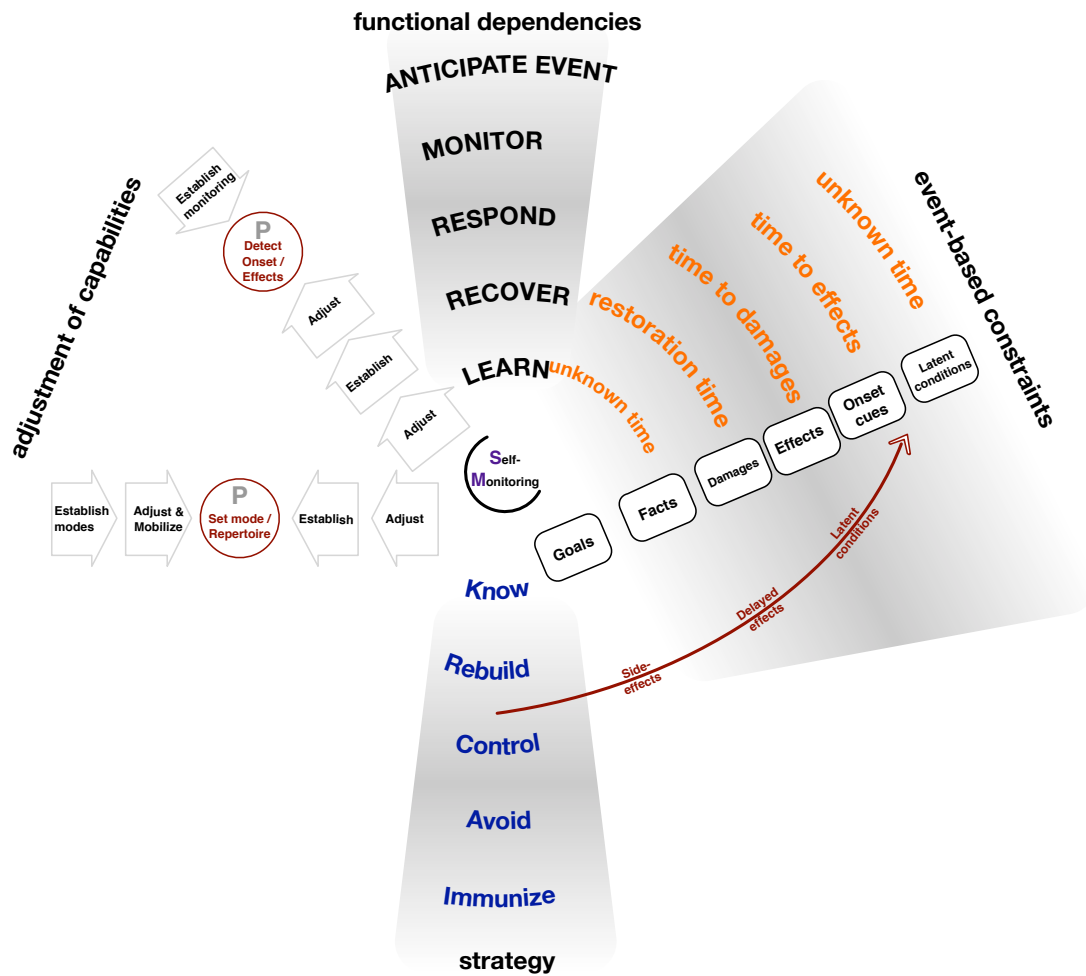 functional dependencies
ANTICIPATE EVENT
MONITOR
RESPOND
RECOVER
LEARN
adjustment of capabilities
Establish
monitoring
P
Detect
Onset /
Effects
Adjust
Establish
Adjust
Establish
modes
Adjust &
Mobilize
P
Set mode /
Repertoire
Establish
Adjust
Self-
Monitoring
unknown time
restoration time
time to damages
time to effects
unknown time
event-based constraints
Goals
Facts
Damages
Effects
Onset
cues
Latent
conditions
Side-
effects
Delayed
effects
Latent
conditions
Know
Rebuild
Control
Avoid
Immunize
strategy